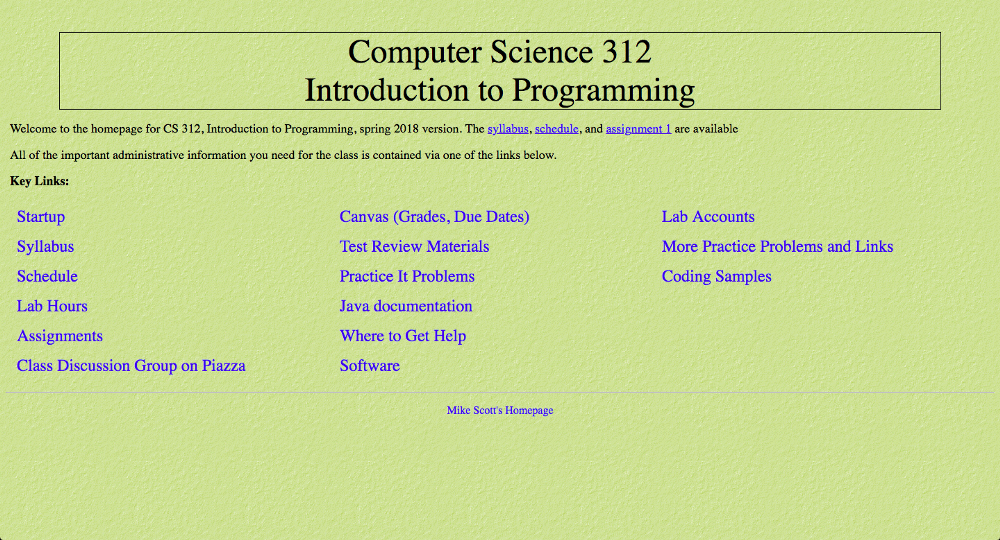 Computer Science 312
Introduction to Programming
Welcome to the homepage for CS 312, Introduction to Programming, spring 2018 version. The syllabus, schedule, and assignment 1 are available
All of the important administrative information you need for the class is contained via one of the links below.
Key Links:
Startup
Syllabus
Schedule
Lab Hours
Assignments
Class Discussion Group on Piazza
Canvas (Grades, Due Dates)
Test Review Materials
Practice It Problems
Java documentation
Where to Get Help
Software
Lab Accounts
More Practice Problems and Links
Coding Samples
Mike Scott's Homepage